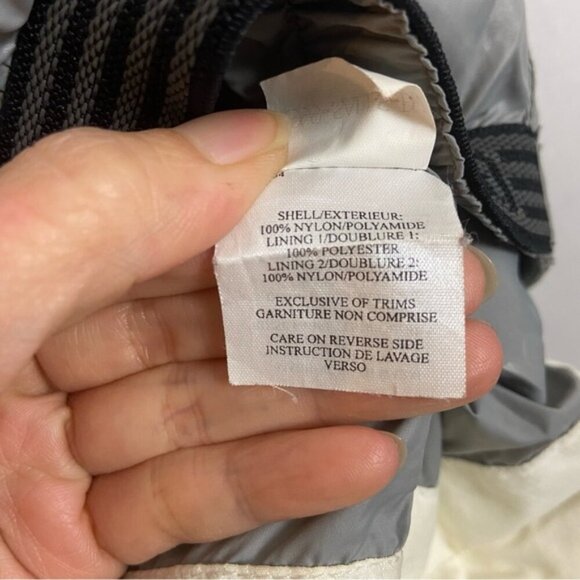 SHELL/EXTERIEUR:
100% NYLON/POLYAMIDE
LINING 1/DOUBLURE 1:
100% POLYESTER
LINING 2/DOUBLURE 2:
100% NYLON/POLYAMIDE
EXCLUSIVE OF TRIMS
GARNITURE NON COMPRISE
CARE ON REVERSE SIDE
INSTRUCTION DE LAVAGE
VERSO